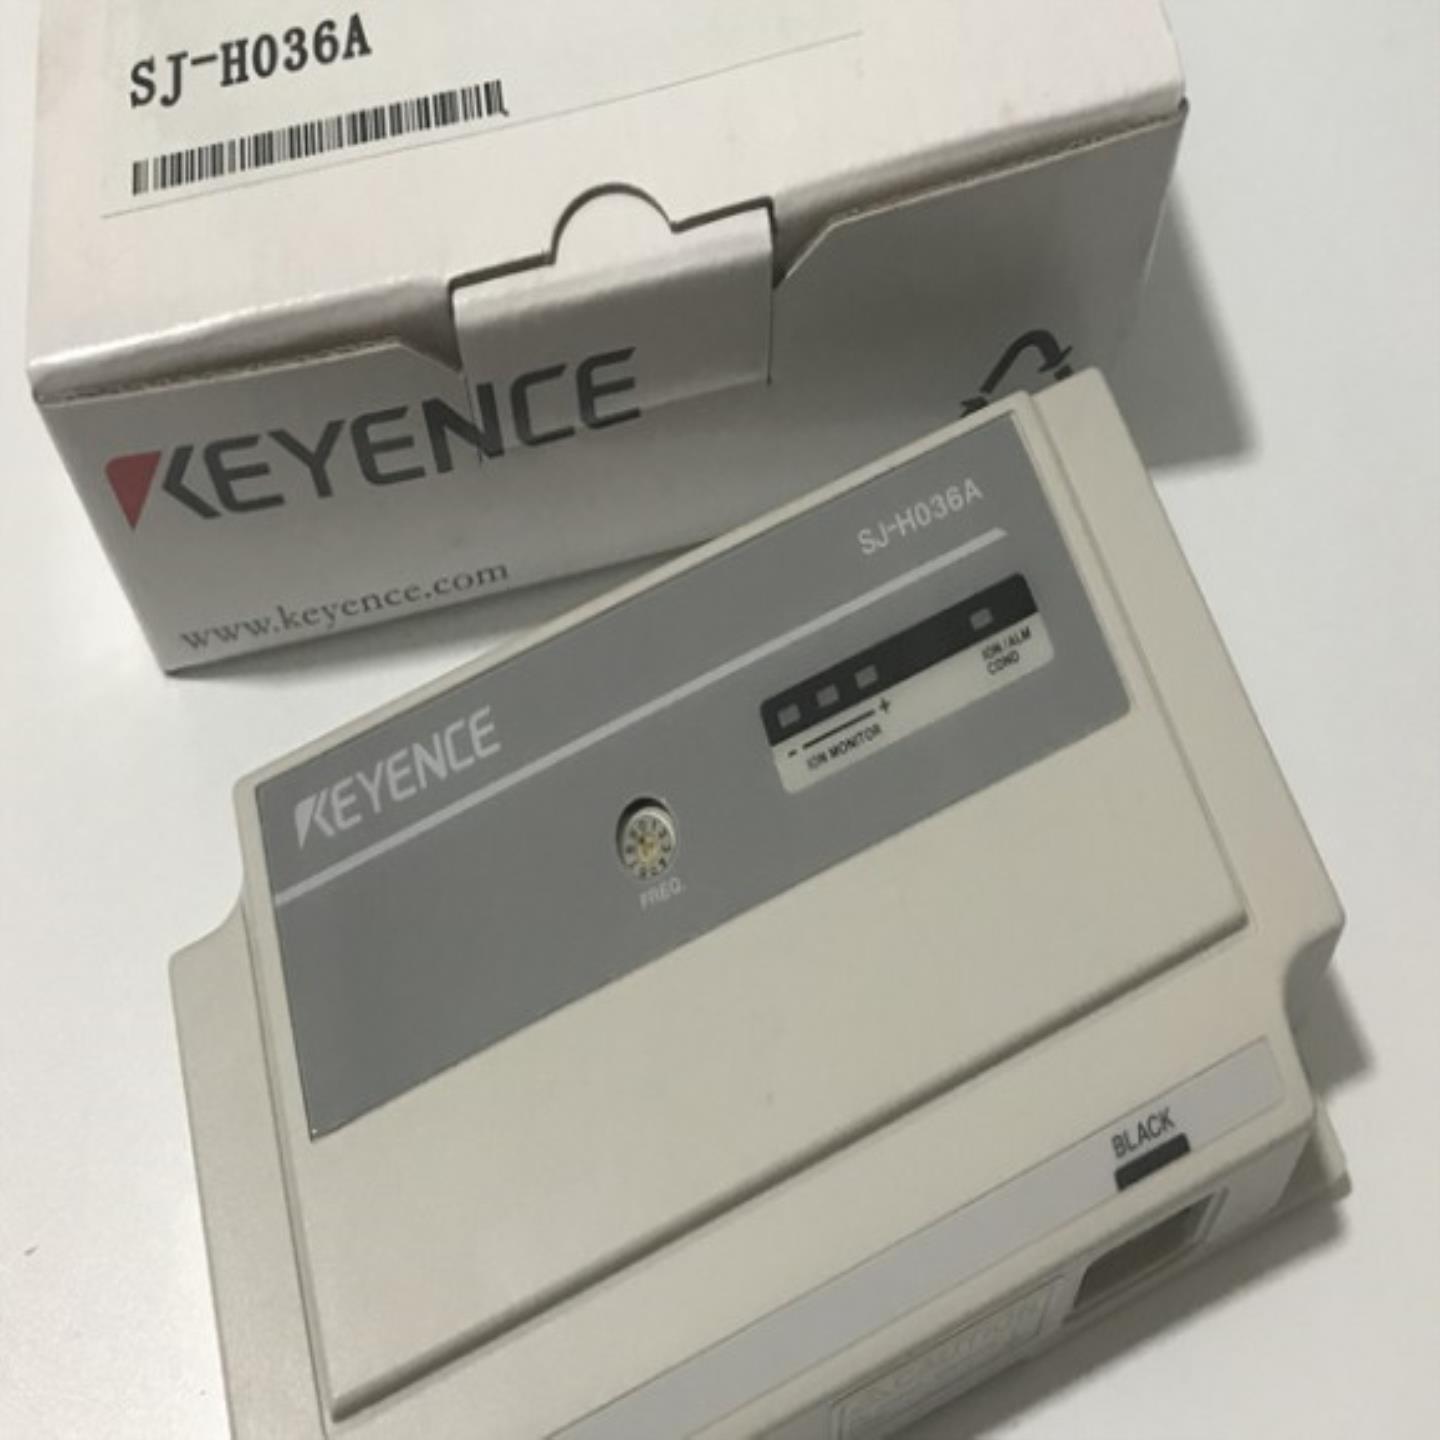 SJ-H036A
KEYENCE
www.keyence.com
SJ-H036A
KEYENCE
ION/ALM
COND
- +
ION MONITOR
FREQ.
BLACK